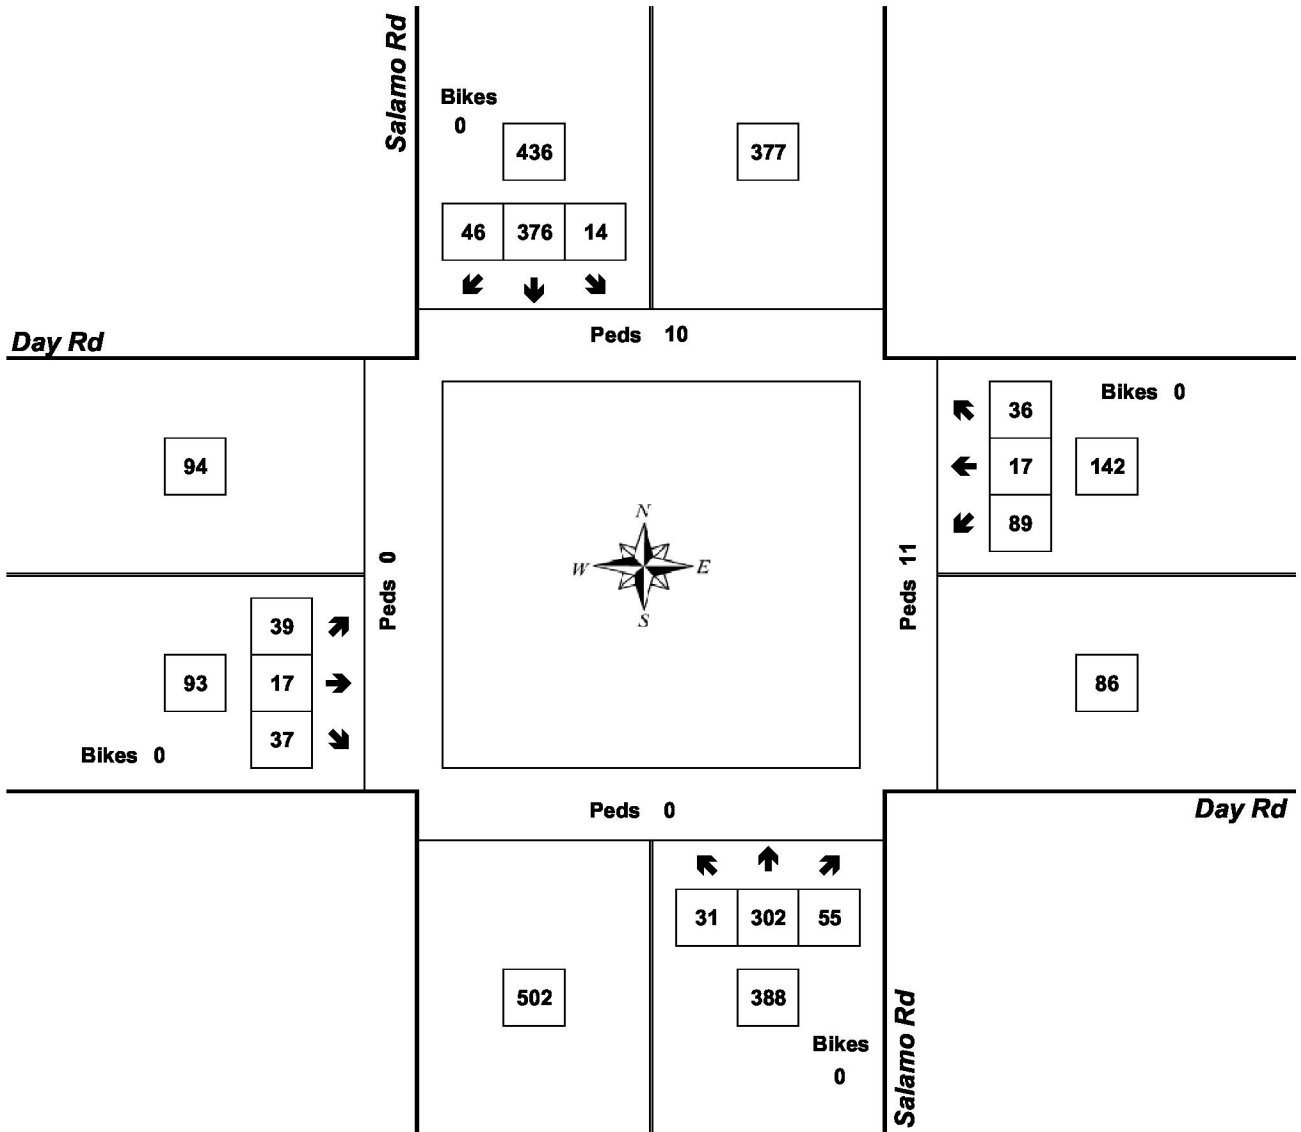 Salamo Rd
Bikes
0
436
377
46 376 14
Peds 10
Day Rd
36
Bikes 0
94
17
142
89
N
W E
S
Peds 0
Peds 11
39
93
17
86
37
Bikes 0
Peds 0
Day Rd
31 302 55
502
388
Bikes
0
Salamo Rd